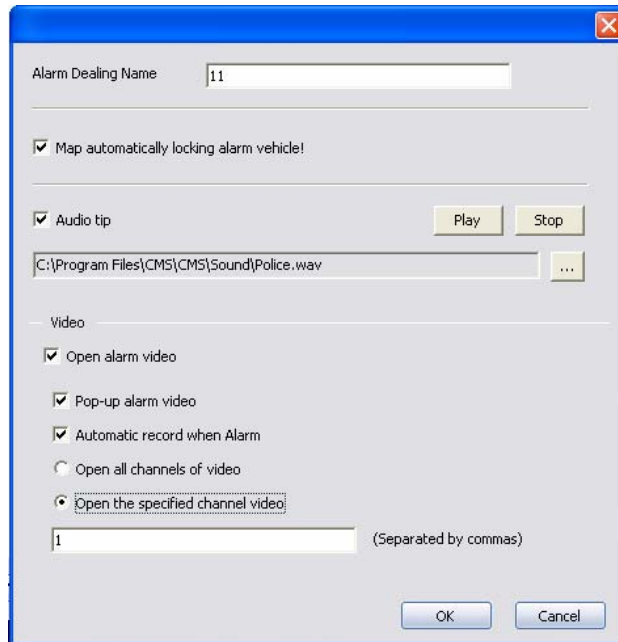 Alarm Dealing Name 11
Map automatically locking alarm vehicle!
Audio tip Play Stop
C:\Program Files\CMS\CMS\Sound\Police.wav ...
Video
Open alarm video
Pop-up alarm video
Automatic record when Alarm
Open all channels of video
Open the specified channel video
1 (Separated by commas)
OK Cancel